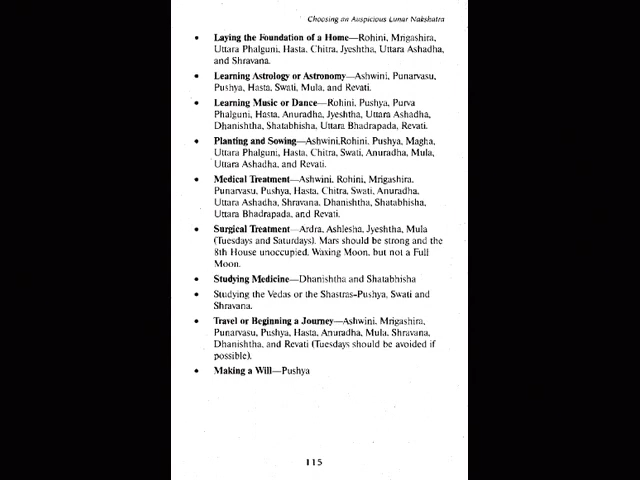 Choosing an Auspicious Lunar Nakshatra
• Laying the Foundation of a Home—Rohini, Mrigashira,
Uttara Phalguni, Hasta, Chitra, Jyeshtha, Uttara Ashadha,
and Shravana.
• Learning Astrology or Astronomy—Ashwini, Punarvasu,
Pushya, Hasta, Swati, Mula, and Revati.
• Learning Music or Dance—Rohini, Pushya, Purva
Phalguni, Hasta, Anuradha, Jyeshtha, Uttara Ashadha,
Dhanishtha, Shatabhisha, Uttara Bhadrapada, Revati.
• Planting and Sowing—Ashwini,Rohini, Pushya, Magha,
Uttara Phalguni, Hasta, Chitra, Swati, Anuradha, Mula,
Uttara Ashadha, and Revati.
• Medical Treatment—Ashwini, Rohini, Mrigashira,
Punarvasu, Pushya, Hasta, Chitra, Swati, Anuradha,
Uttara Ashadha, Shravana, Dhanishtha, Shatabhisha,
Uttara Bhadrapada, and Revati.
• Surgical Treatment—Ardra, Ashlesha, Jyeshtha, Mula
(Tuesdays and Saturdays). Mars should be strong and the
8th House unoccupied. Waxing Moon, but not a Full
Moon.
• Studying Medicine—Dhanishtha and Shatabhisha
• Studying the Vedas or the Shastras–Pushya, Swati and
Shravana.
• Travel or Beginning a Journey—Ashwini, Mrigashira,
Punarvasu, Pushya, Hasta, Anuradha, Mula, Shravana,
Dhanishtha, and Revati (Tuesdays should be avoided if
possible).
• Making a Will—Pushya
115